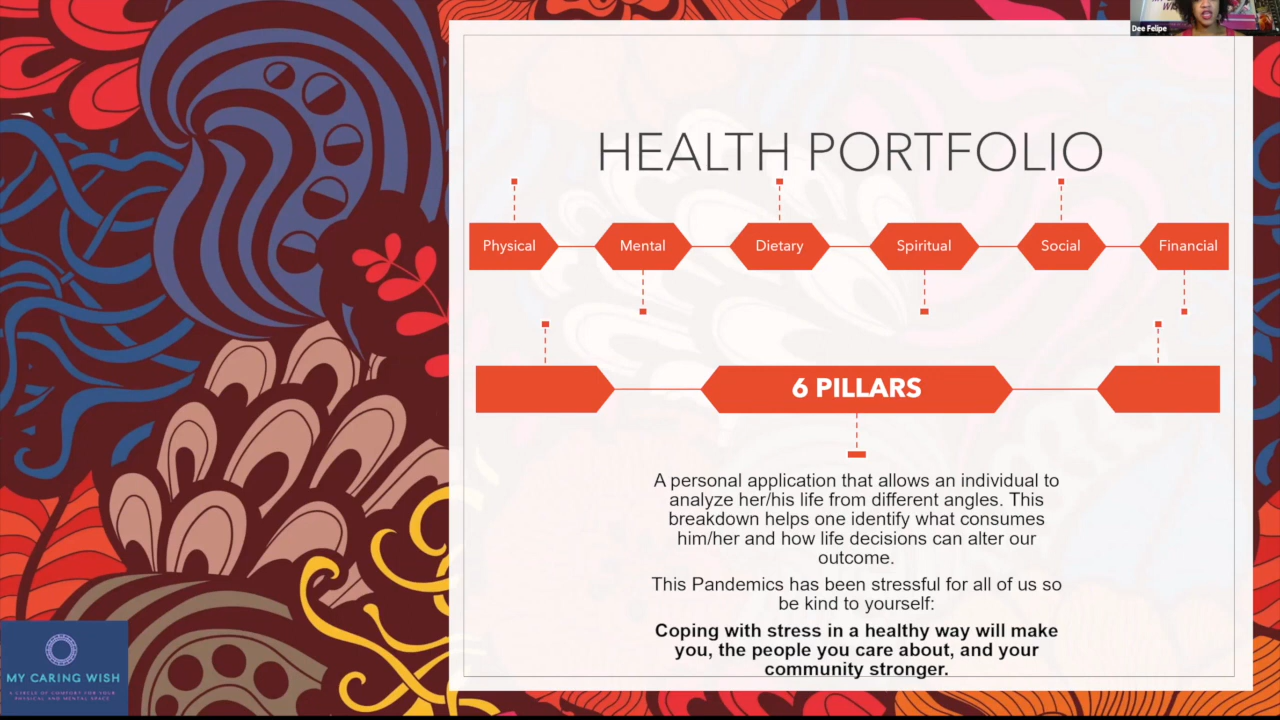 WIS
Dee Felipe
HEALTH PORTFOLIO
Physical
Mental
Dietary
Spiritual
Social
Financial
6 PILLARS
A personal application that allows an individual to
analyze her/his life from different angles. This
breakdown helps one identify what consumes
him/her and how life decisions can alter our
outcome.
This Pandemics has been stressful for all of us so
be kind to yourself:
Coping with stress in a healthy way will make
you, the people you care about, and your
community stronger.
MY CARING WISH
A CIRCLE OF COMFORT FOR YOUR
PHYSICAL AND MENTAL SPACE